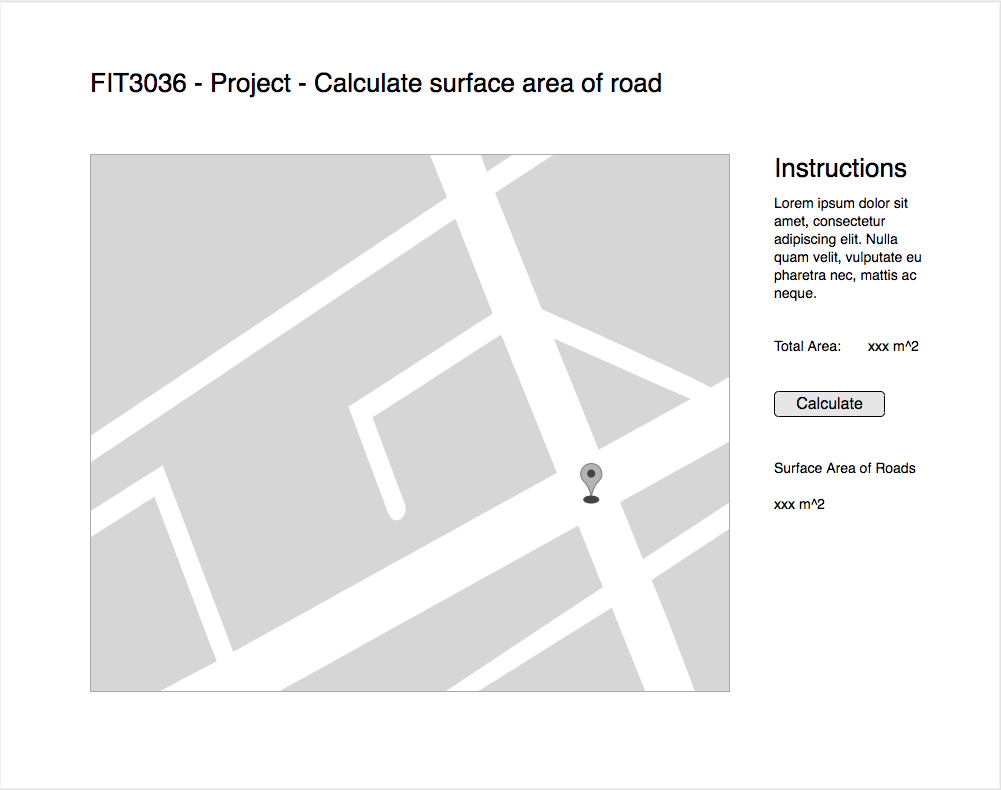 FIT3036 - Project - Calculate surface area of road
Instructions
Lorem ipsum dolor sit
amet, consectetur
adipiscing elit. Nulla
quam velit, vulputate eu
pharetra nec, mattis ac
neque.
Total Area: xxx m^2
Calculate
Surface Area of Roads
xxx m^2